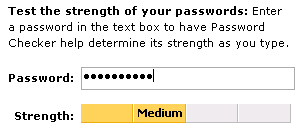 Test the strength of your passwords: Enter
a password in the text box to have Password
Checker help determine its strength as you type.
Password: ••••••••••
Strength: Medium